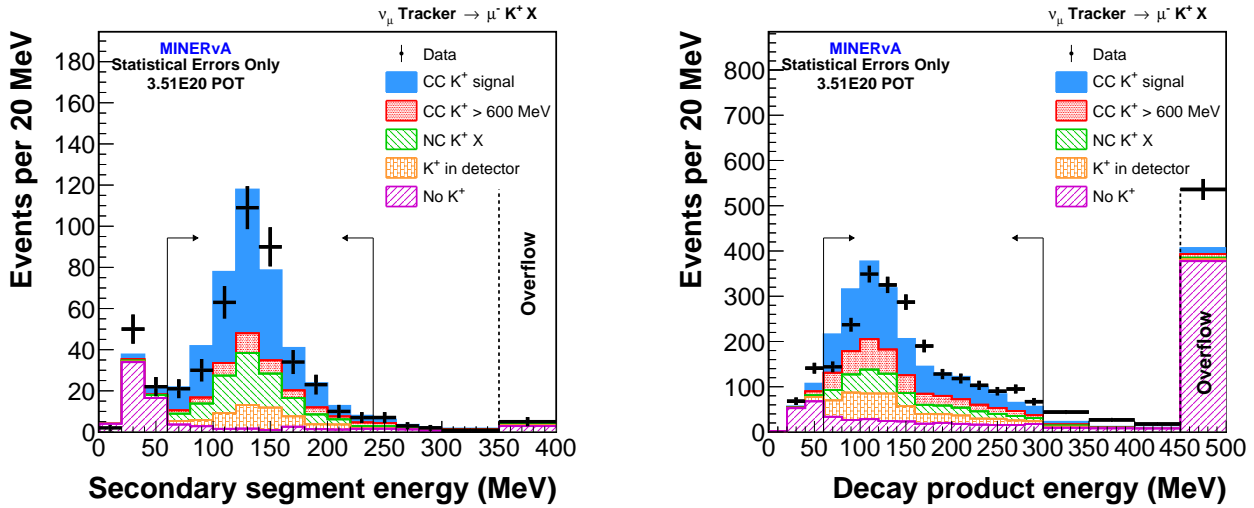 ν_μ Tracker → μ⁻ K⁺ X
MINERνA
Statistical Errors Only
3.51E20 POT
Data
CC K⁺ signal
CC K⁺ > 600 MeV
NC K⁺ X
K⁺ in detector
No K⁺
Overflow
Events per 20 MeV
180
160
140
120
100
80
60
40
20
0
0 50 100 150 200 250 300 350 400
Secondary segment energy (MeV)
ν_μ Tracker → μ⁻ K⁺ X
MINERνA
Statistical Errors Only
3.51E20 POT
Data
CC K⁺ signal
CC K⁺ > 600 MeV
NC K⁺ X
K⁺ in detector
No K⁺
Overflow
Events per 20 MeV
800
700
600
500
400
300
200
100
0
0 50 100 150 200 250 300 350 400 450 500
Decay product energy (MeV)